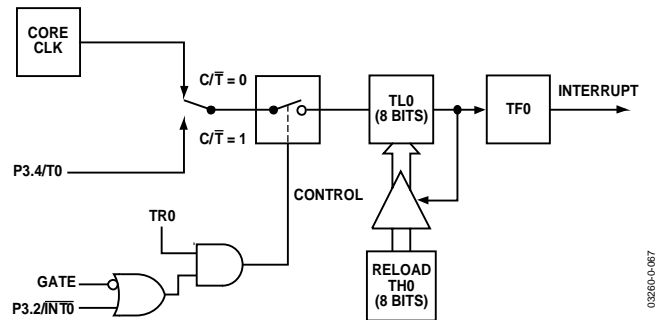 CORE
CLK
C/T̅ = 0
C/T̅ = 1
P3.4/T0
TL0
(8 BITS)
TF0
INTERRUPT
CONTROL
TR0
GATE
P3.2/I̅N̅T̅0̅
RELOAD
TH0
(8 BITS)
03260-0-067